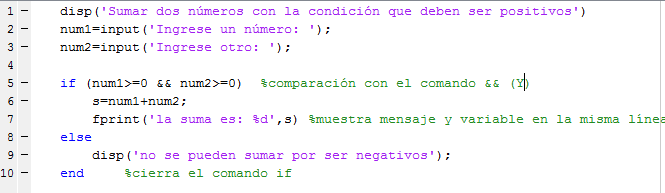 1 – disp('Sumar dos números con la condición que deben ser positivos')
2 – num1=input('Ingrese un número: ');
3 – num2=input('Ingrese otro: ');
4
5 – if (num1>=0 && num2>=0) %comparación con el comando && (Y)
6 – s=num1+num2;
7 – fprint('la suma es: %d',s) %muestra mensaje y variable en la misma línea
8 – else
9 – disp('no se pueden sumar por ser negativos');
10 – end %cierra el comando if